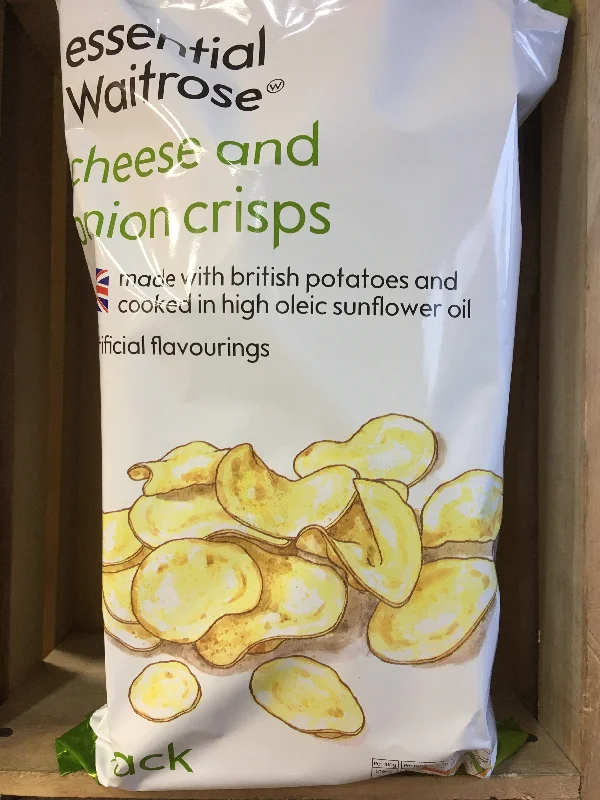 essential
Waitrose
cheese and
onion crisps
made with british potatoes and
cooked in high oleic sunflower oil
ificial flavourings
ack